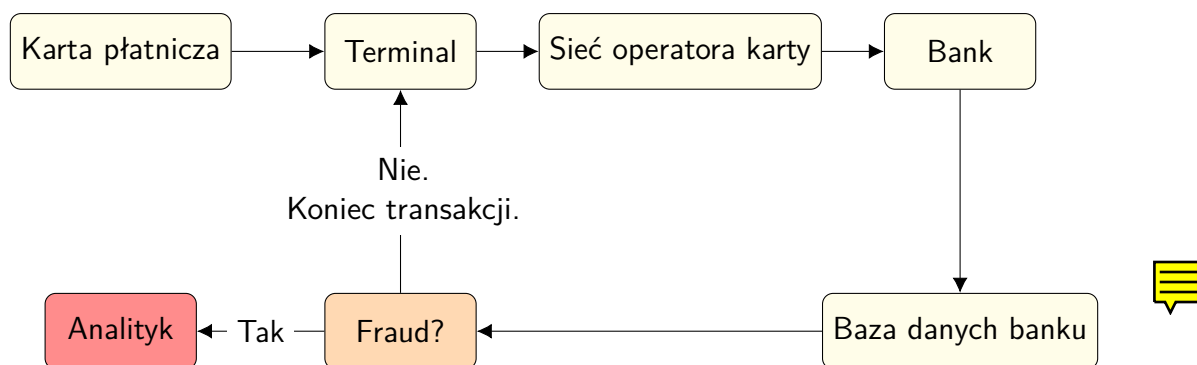 Karta płatnicza
Terminal
Sieć operatora karty
Bank
Nie.
Koniec transakcji.
Analityk
Tak
Fraud?
Baza danych banku